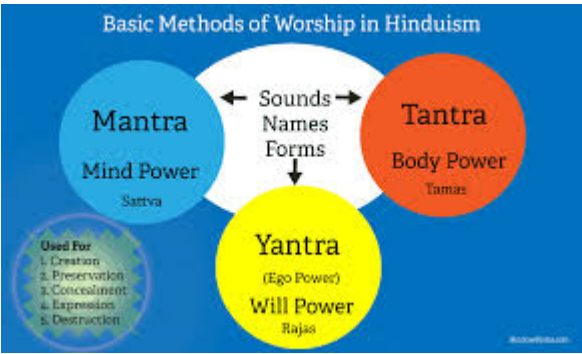 Basic Methods of Worship in Hinduism
Mantra
Mind Power
Sattva
Sounds
Names
Forms
Tantra
Body Power
Tamas
Yantra
(Ego Power)
Will Power
Rajas
Used For
1. Creation
2. Preservation
3. Concealment
4. Expression
5. Destruction